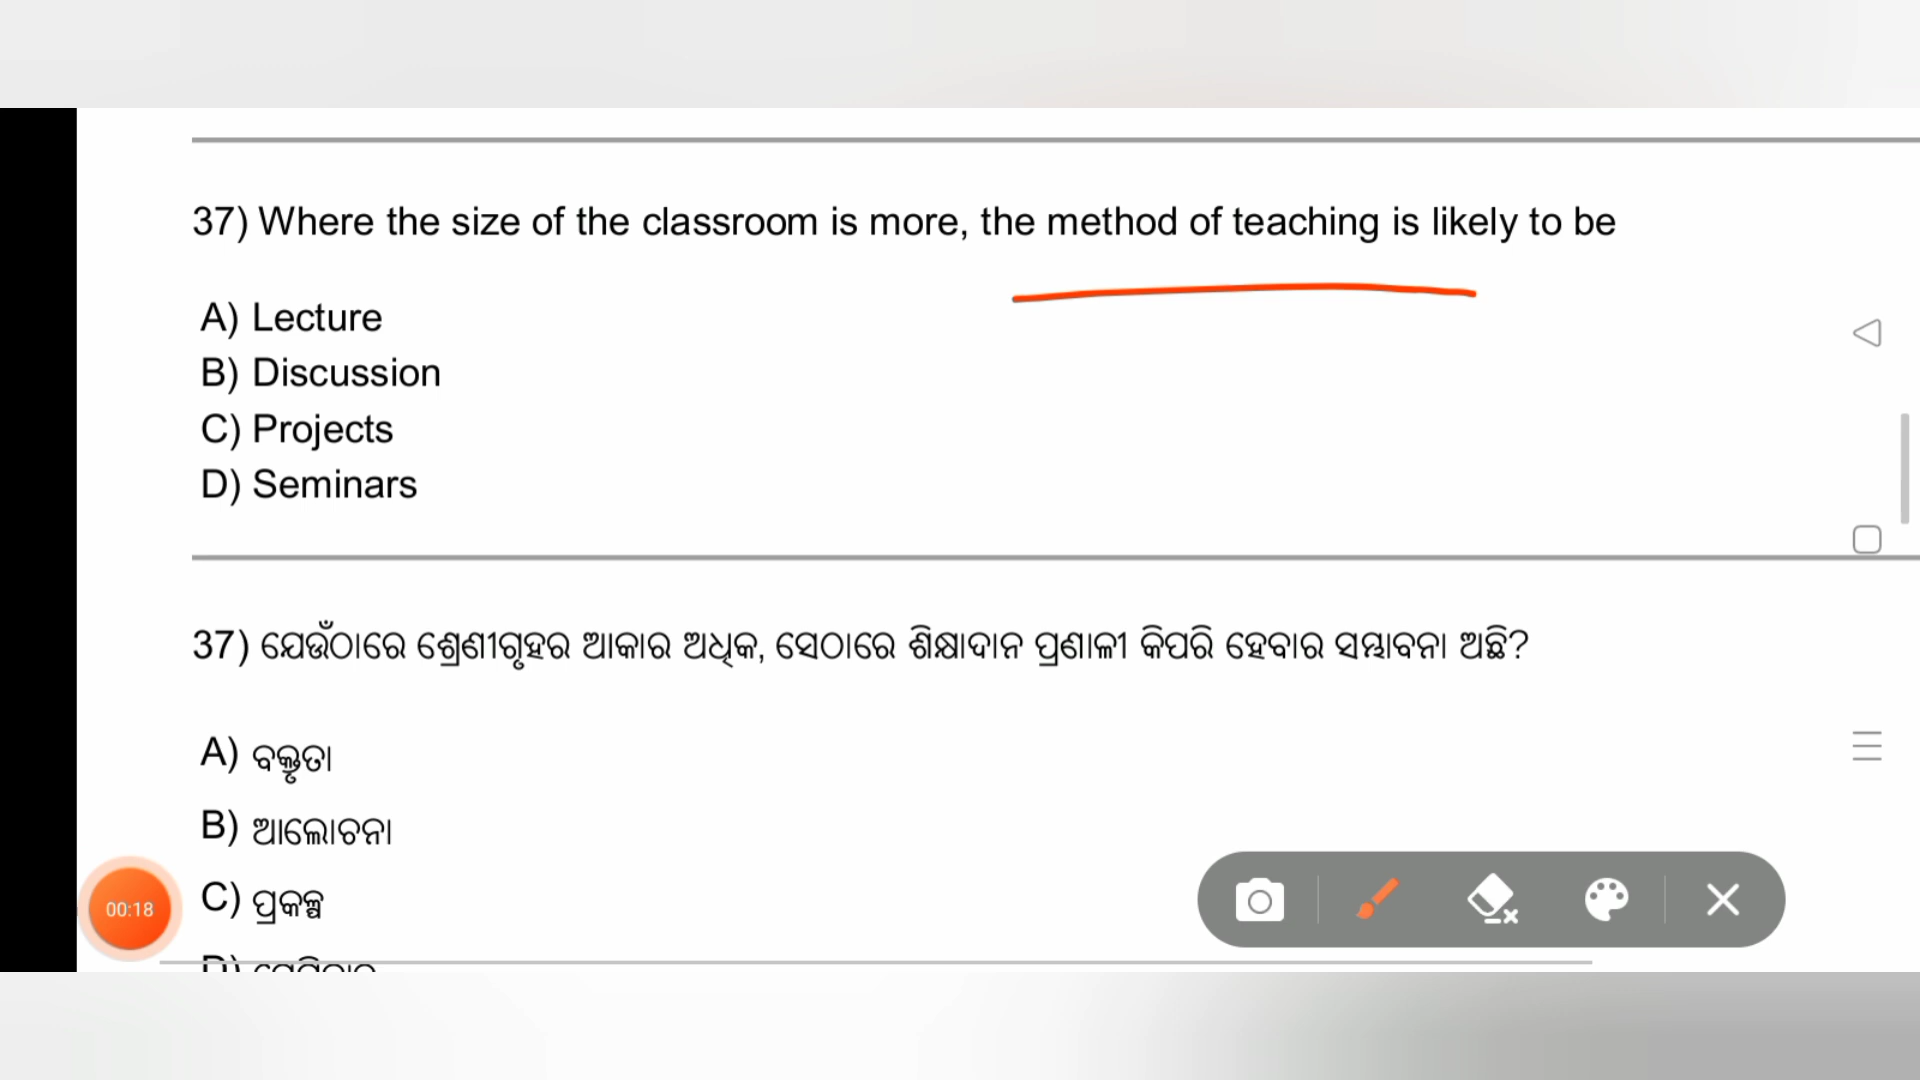 37) Where the size of the classroom is more, the method of teaching is likely to be
A) Lecture
B) Discussion
C) Projects
D) Seminars
37) ଯେଉଁଠାରେ ଶ୍ରେଣୀଗୃହର ଆକାର ଅଧିକ, ସେଠାରେ ଶିକ୍ଷାଦାନ ପ୍ରଣାଳୀ କିପରି ହେବାର ସମ୍ଭାବନା ଅଛି?
A) ବକ୍ତୃତା
B) ଆଲୋଚନା
C) ପ୍ରକଳ୍ପ
00:18